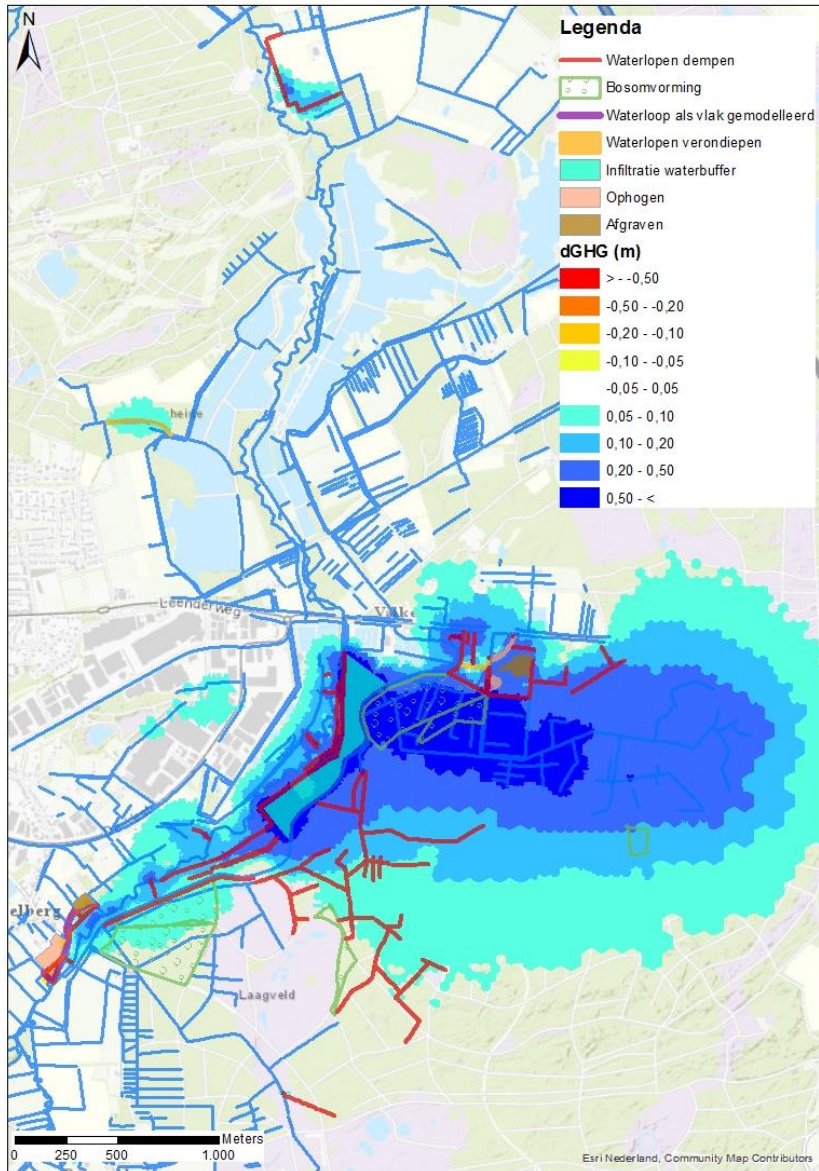 N
Legenda
Waterlopen dempen
Bosomvorming
Waterloop als vlak gemodelleerd
Waterlopen verondiepen
Infiltratie waterbuffer
Ophogen
Afgraven
dGHG (m)
> - -0,50
-0,50 - -0,20
-0,20 - -0,10
-0,10 - -0,05
-0,05 - 0,05
0,05 - 0,10
0,10 - 0,20
0,20 - 0,50
0,50 - <
heide
Leenderweg
Valke
elberg
Laagveld
Meters
0 250 500 1.000
Esri Nederland, Community Map Contributors